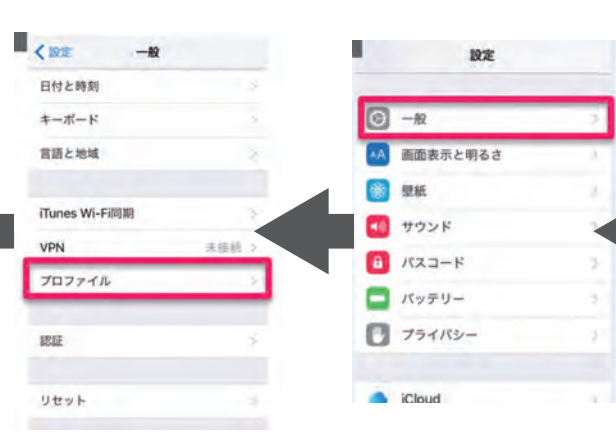 設定 一般
日付と時刻
キーボード
言語と地域
iTunes Wi-Fi同期
VPN 未接続
プロファイル
認証
リセット
設定
一般
AA 画面表示と明るさ
壁紙
サウンド
パスコード
バッテリー
プライバシー
iCloud